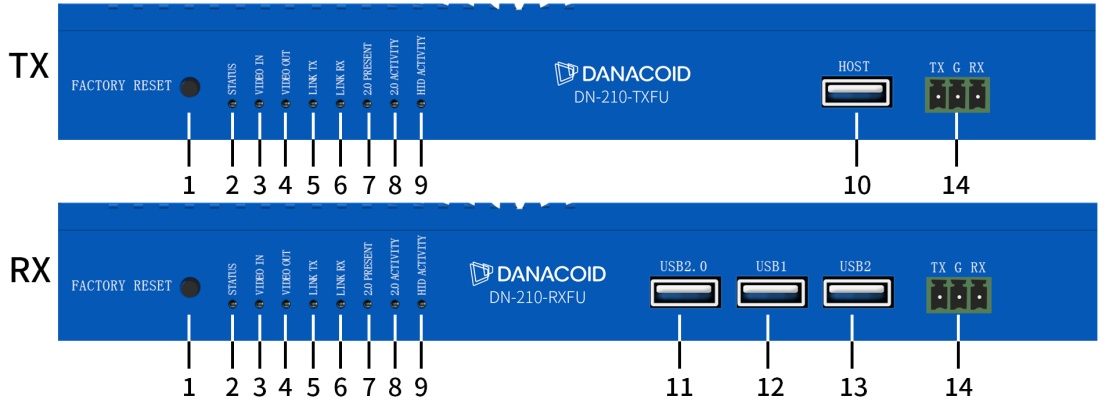 TX
FACTORY RESET
STATUS
VIDEO IN
VIDEO OUT
LINK TX
LINK RX
2.0 PRESENT
2.0 ACTIVITY
HID ACTIVITY
DANACOID
DN-210-TXFU
HOST
TX G RX
1 2 3 4 5 6 7 8 9 10 14
RX
FACTORY RESET
STATUS
VIDEO IN
VIDEO OUT
LINK TX
LINK RX
2.0 PRESENT
2.0 ACTIVITY
HID ACTIVITY
DANACOID
DN-210-RXFU
USB2.0
USB1
USB2
TX G RX
1 2 3 4 5 6 7 8 9 11 12 13 14